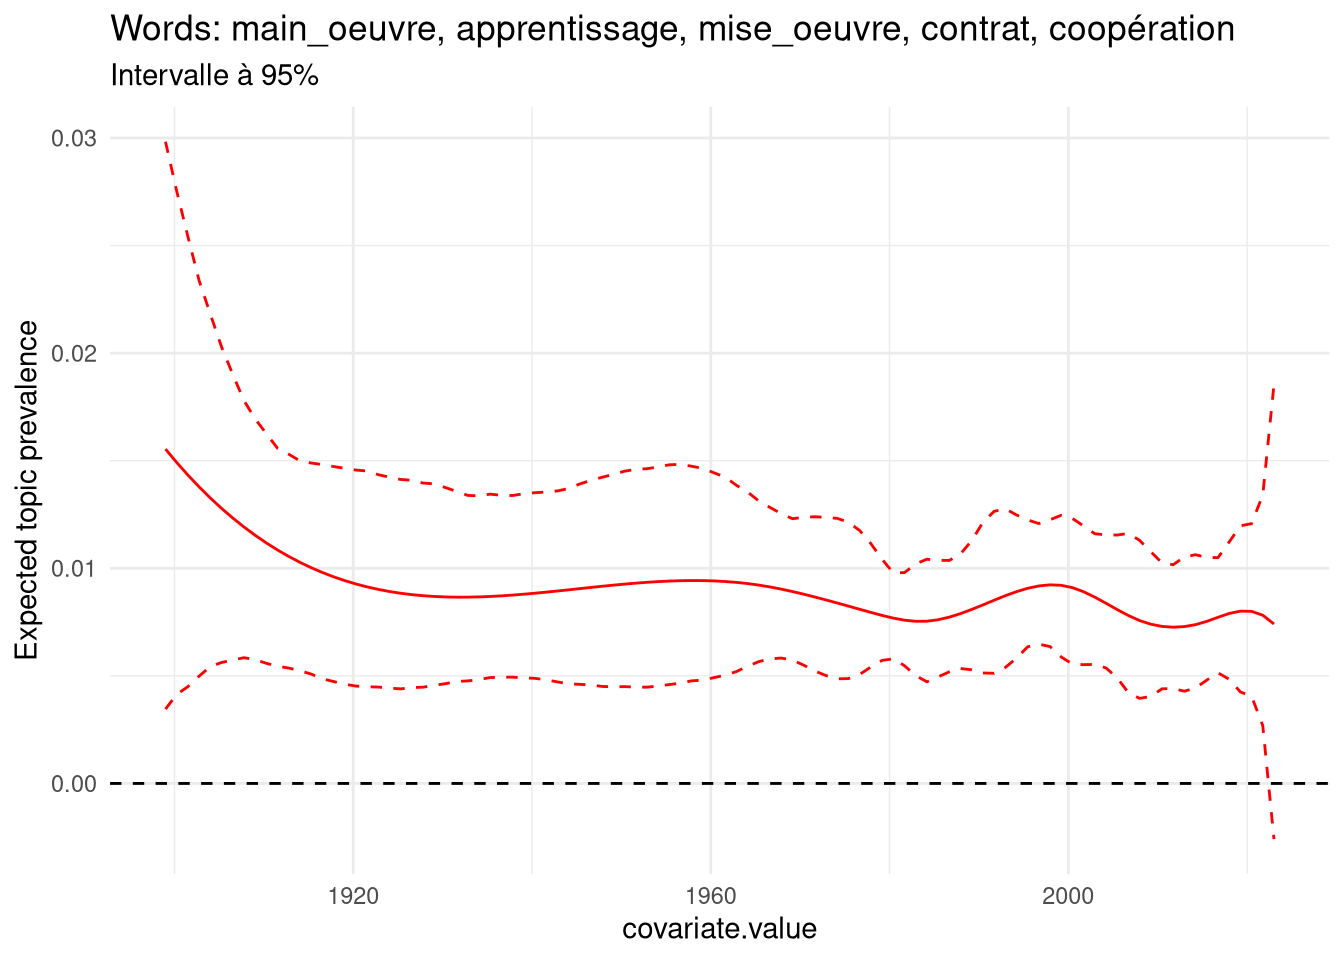 Words: main_oeuvre, apprentissage, mise_oeuvre, contrat, coopération
Intervalle à 95%
0.03
0.02
0.01
0.00
Expected topic prevalence
1920
1960
2000
covariate.value